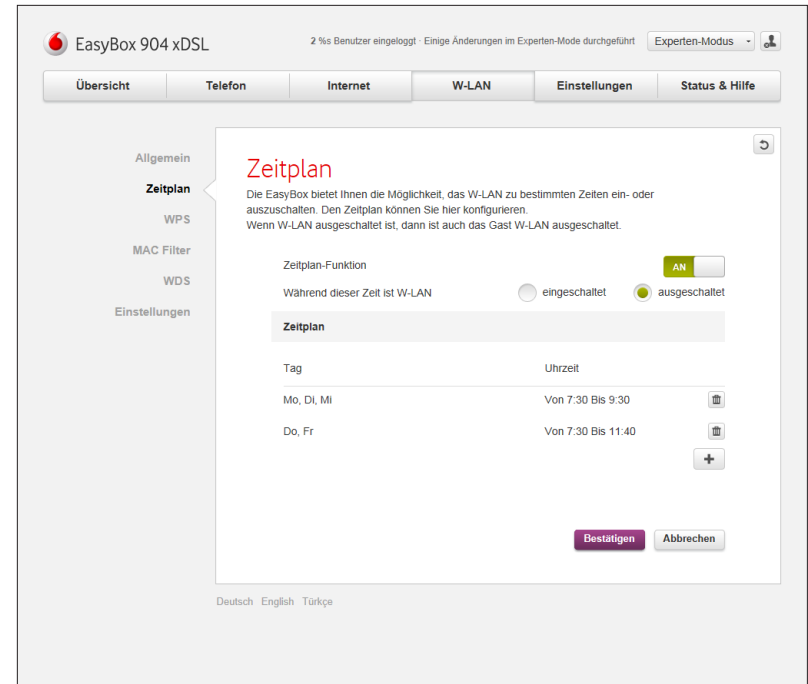 EasyBox 904 xDSL
2 %s Benutzer eingeloggt · Einige Änderungen im Experten-Mode durchgeführt
Experten-Modus
Übersicht Telefon Internet W-LAN Einstellungen Status & Hilfe
Allgemein
Zeitplan
WPS
MAC Filter
WDS
Einstellungen
Zeitplan
Die EasyBox bietet Ihnen die Möglichkeit, das W-LAN zu bestimmten Zeiten ein- oder
auszuschalten. Den Zeitplan können Sie hier konfigurieren.
Wenn W-LAN ausgeschaltet ist, dann ist auch das Gast W-LAN ausgeschaltet.
Zeitplan-Funktion AN
Während dieser Zeit ist W-LAN eingeschaltet ausgeschaltet
Zeitplan
Tag Uhrzeit
Mo, Di, Mi Von 7:30 Bis 9:30
Do, Fr Von 7:30 Bis 11:40
Bestätigen Abbrechen
Deutsch English Türkçe